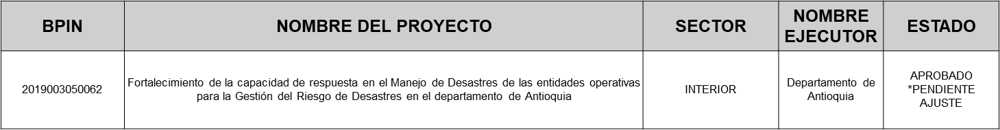 BPIN
NOMBRE DEL PROYECTO
SECTOR
NOMBRE
EJECUTOR
ESTADO
2019003050062
Fortalecimiento de la capacidad de respuesta en el Manejo de Desastres de las entidades operativas
para la Gestión del Riesgo de Desastres en el departamento de Antioquia
INTERIOR
Departamento de
Antioquia
APROBADO
*PENDIENTE
AJUSTE